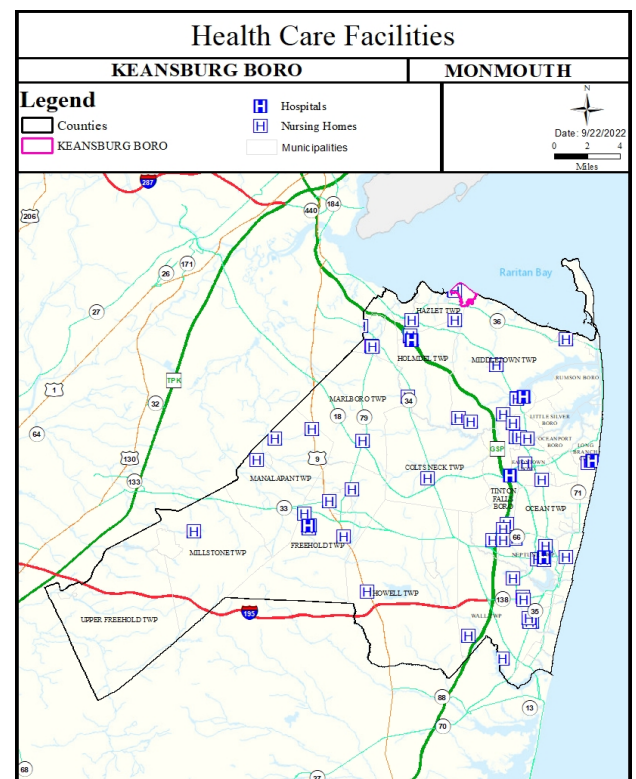 Health Care Facilities
KEANSBURG BORO
MONMOUTH
Legend
Counties
KEANSBURG BORO
Hospitals
Nursing Homes
Municipalities
N
Date: 9/22/2022
0 2 4
Miles
287
206
440
184
171
26
27
Raritan Bay
HAZLET TWP
36
HOLMDEL TWP
MIDDLETOWN TWP
TPK
1
32
RUMSON BORO
MARLBORO TWP
34
18
79
LITTLE SILVER
BORO
64
OCEANPORT
BORO
130
9
GSP
LONG
BRANCH
133
COLTS NECK TWP
MANALAPAN TWP
TINTON
FALLS
BORO
71
33
OCEAN TWP
66
FREEHOLD TWP
MILLSTONE TWP
HOWELL TWP
138
195
35
UPPER FREEHOLD TWP
88
13
70
68
37